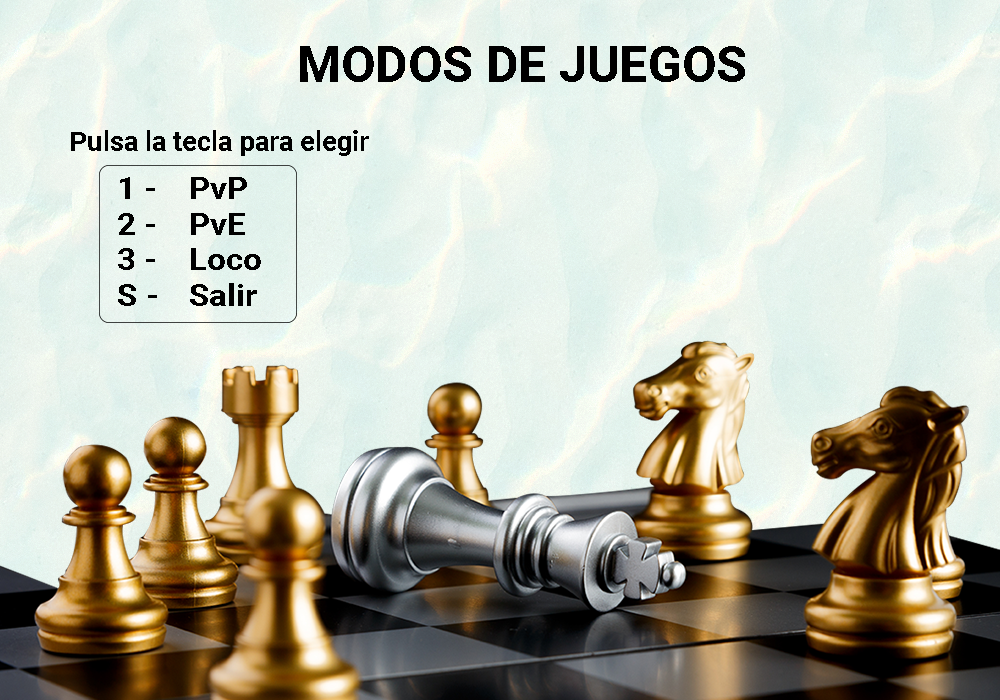 MODOS DE JUEGOS
Pulsa la tecla para elegir
1 - PvP
2 - PvE
3 - Loco
S - Salir